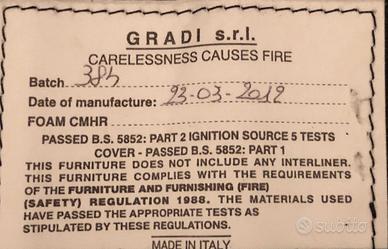 GRADI s.r.l.
CARELESSNESS CAUSES FIRE
Batch 385
Date of manufacture: 23-03-2012
FOAM CMHR
PASSED B.S. 5852: PART 2 IGNITION SOURCE 5 TESTS
COVER - PASSED B.S. 5852: PART 1
THIS FURNITURE DOES NOT INCLUDE ANY INTERLINER.
THIS FURNITURE COMPLIES WITH THE REQUIREMENTS
OF THE FURNITURE AND FURNISHING (FIRE)
(SAFETY) REGULATION 1988. THE MATERIALS USED
HAVE PASSED THE APPROPRIATE TESTS AS
STIPULATED BY THESE REGULATIONS.
MADE IN ITALY
subito